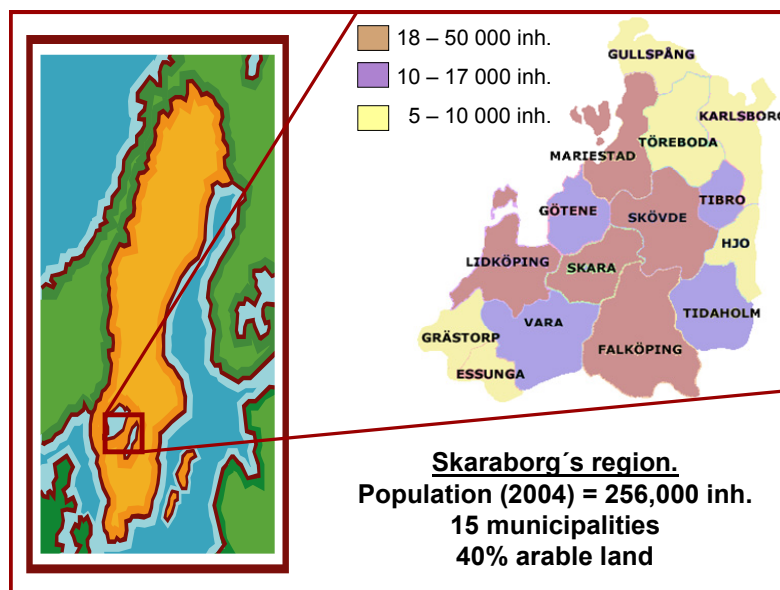 18 – 50 000 inh.
10 – 17 000 inh.
5 – 10 000 inh.
GULLSPÅNG
KARLSBORG
TÖREBODA
MARIESTAD
TIBRO
GÖTENE
SKÖVDE
HJO
LIDKÖPING
SKARA
TIDAHOLM
VARA
GRÄSTORP
FALKÖPING
ESSUNGA
Skaraborg´s region.
Population (2004) = 256,000 inh.
15 municipalities
40% arable land